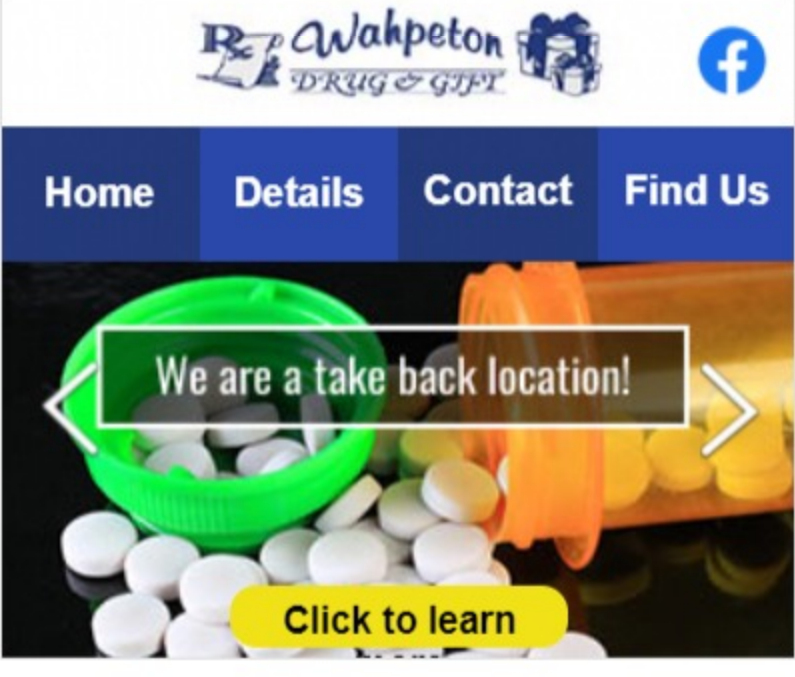 Rx Wahpeton
DRUG & GIFT
f
Home Details Contact Find Us
We are a take back location!
Click to learn